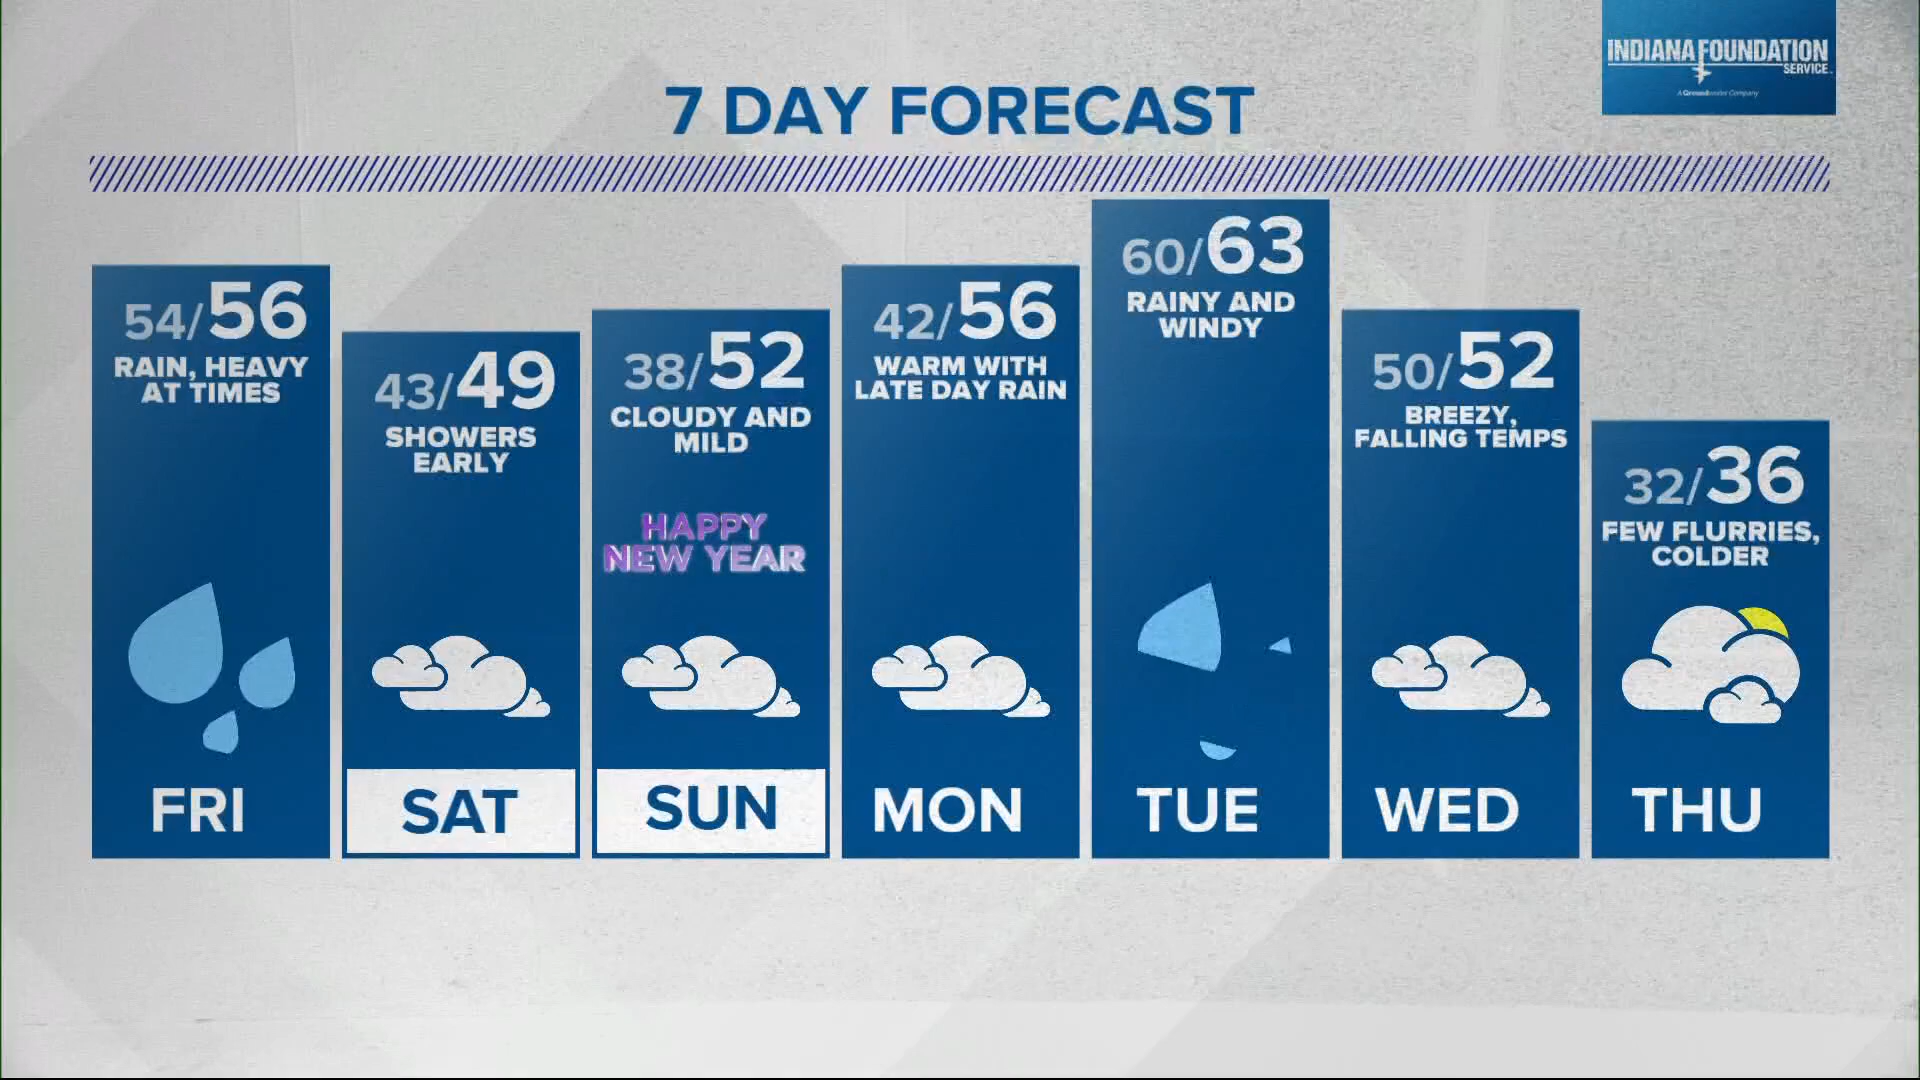 INDIANA FOUNDATION
SERVICE
A Groundworks Company
7 DAY FORECAST
54/56
RAIN, HEAVY
AT TIMES
FRI
43/49
SHOWERS
EARLY
SAT
38/52
CLOUDY AND
MILD
HAPPY
NEW YEAR
SUN
42/56
WARM WITH
LATE DAY RAIN
MON
60/63
RAINY AND
WINDY
TUE
50/52
BREEZY,
FALLING TEMPS
WED
32/36
FEW FLURRIES,
COLDER
THU